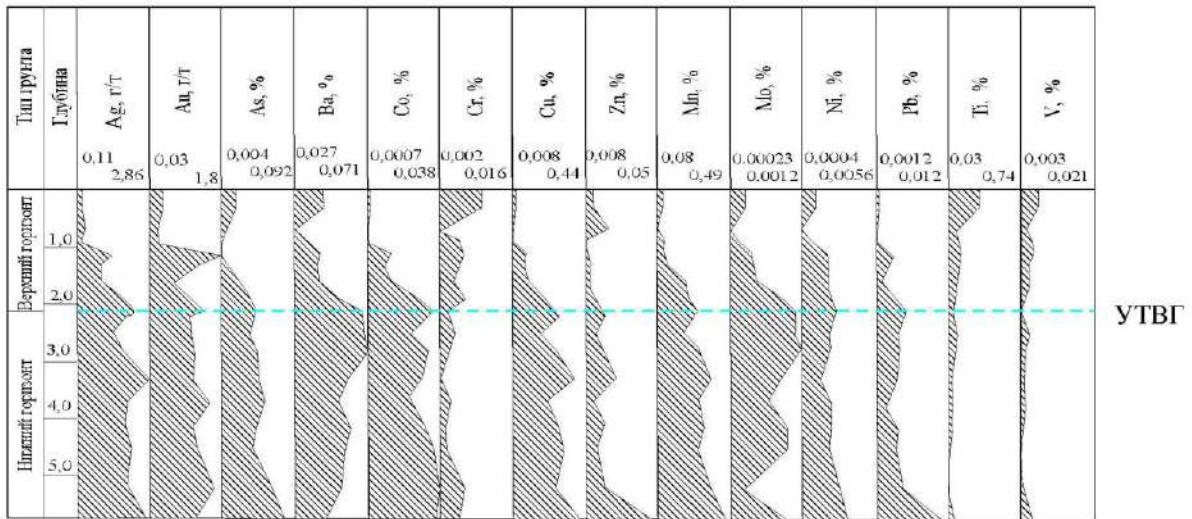 Тип грунта
Глубина
Ag, г/т
Au, г/т
As, %
Ba, %
Co, %
Cr, %
Cu, %
Zn, %
Mn, %
Mo, %
Ni, %
Pb, %
Ti, %
V, %
0,11 0,03 0,004 0,027 0,0007 0,002 0,008 0,008 0,08 0,00023 0,0004 0,0012 0,03 0,003
2,86 1,8 0,092 0,071 0,038 0,016 0,44 0,05 0,49 0,0012 0,0056 0,012 0,74 0,021
Верхний горизонт
1,0
2,0
УТВГ
Нижний горизонт
3,0
4,0
5,0